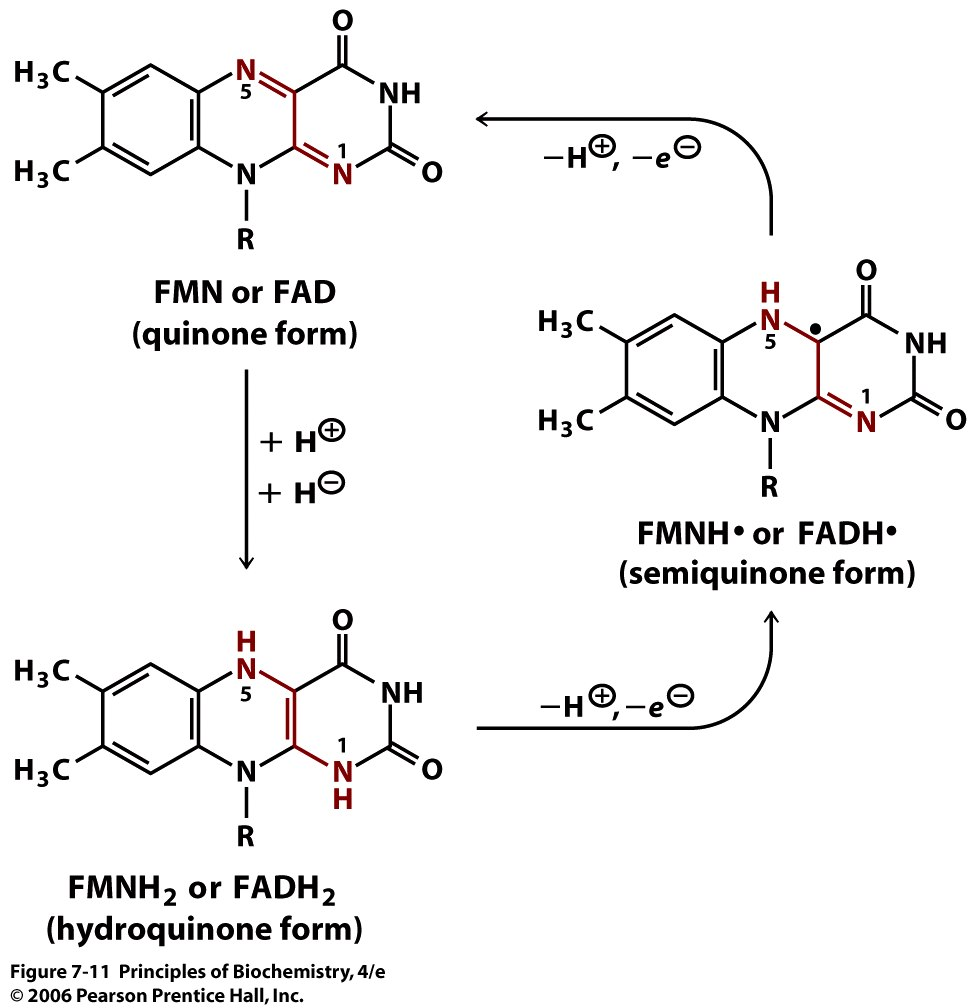 O
H₃C
N
5
NH
1
H₃C
N
N
O
R
FMN or FAD
(quinone form)
−H⊕, −e⊖
+ H⊕
+ H⊖
O
H
H₃C
N
5
•
NH
1
H₃C
N
N
O
R
FMNH• or FADH•
(semiquinone form)
O
H
H₃C
N
5
NH
1
H₃C
N
N
H
O
R
FMNH₂ or FADH₂
(hydroquinone form)
−H⊕,−e⊖
Figure 7-11 Principles of Biochemistry, 4/e
© 2006 Pearson Prentice Hall, Inc.